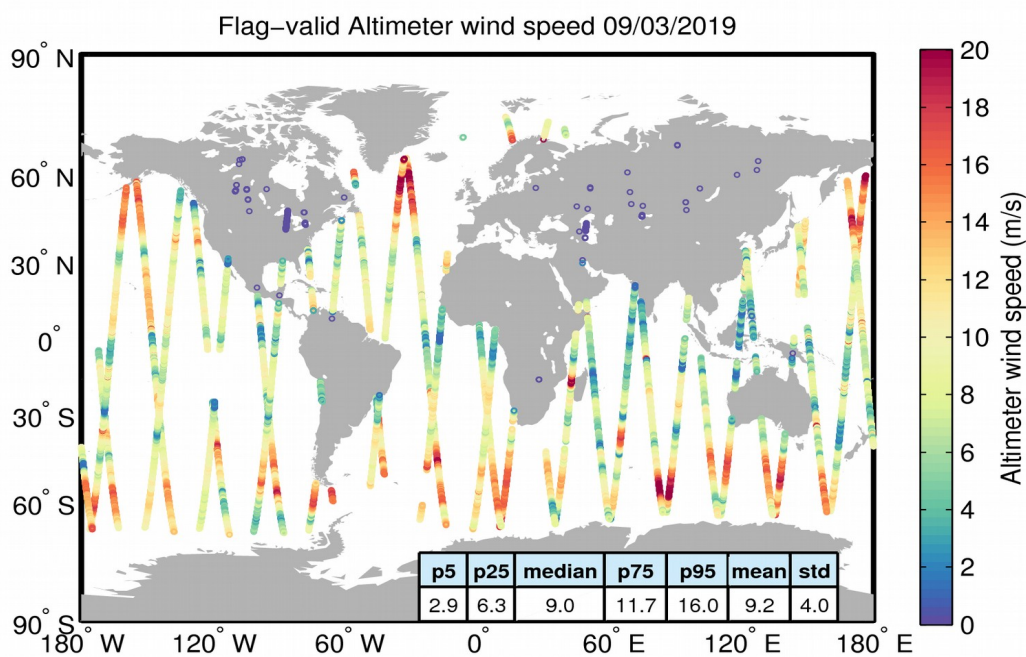 Flag−valid Altimeter wind speed 09/03/2019
90° N
60° N
30° N
0°
30° S
60° S
90° S
180° W
120° W
60° W
0°
60° E
120° E
180° E
20
18
16
14
12
10
8
6
4
2
0
Altimeter wind speed (m/s)
p5 p25 median p75 p95 mean std
2.9 6.3 9.0 11.7 16.0 9.2 4.0